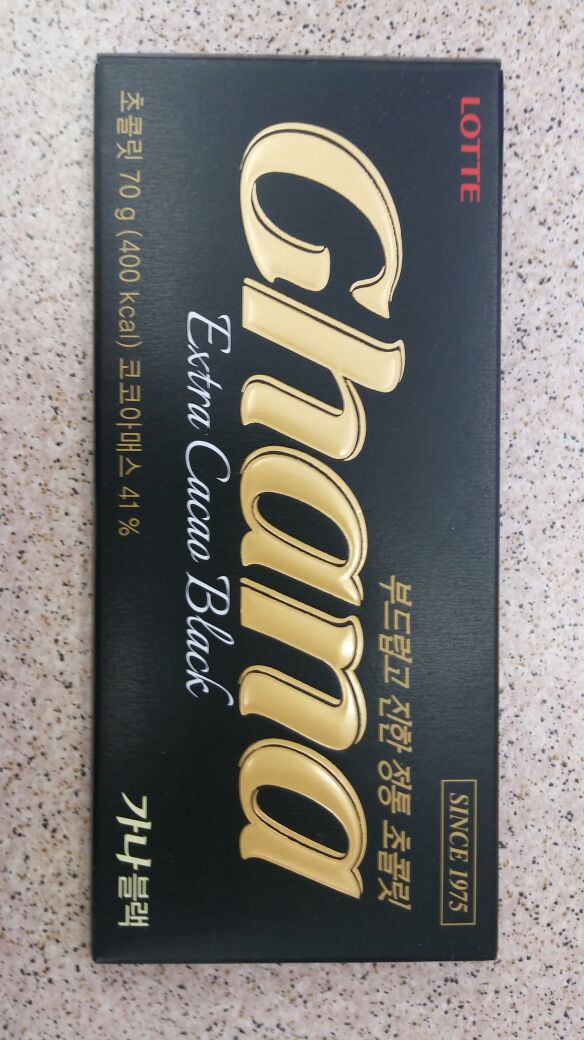 LOTTE
SINCE 1975
부드럽고 진한 정통 초콜릿
Ghana
Extra Cacao Black
초콜릿 70 g (400 kcal) 코코아매스 41 %
가나블랙